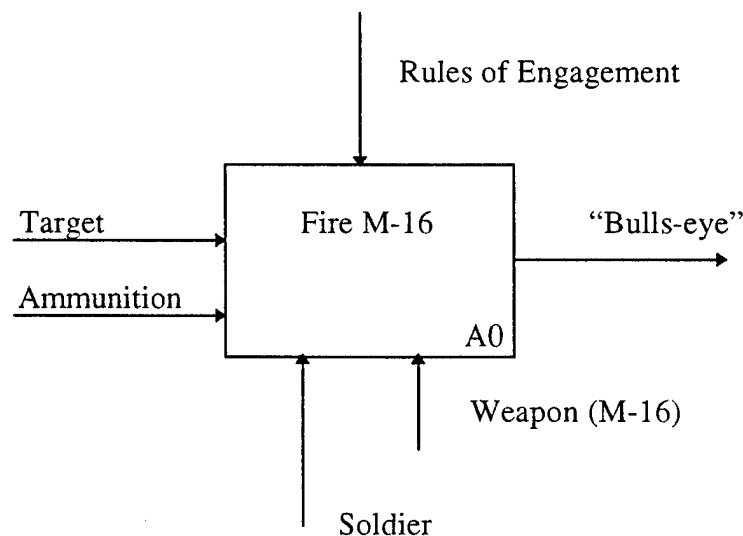 Rules of Engagement
Target
Fire M-16
“Bulls-eye”
Ammunition
A0
Weapon (M-16)
Soldier